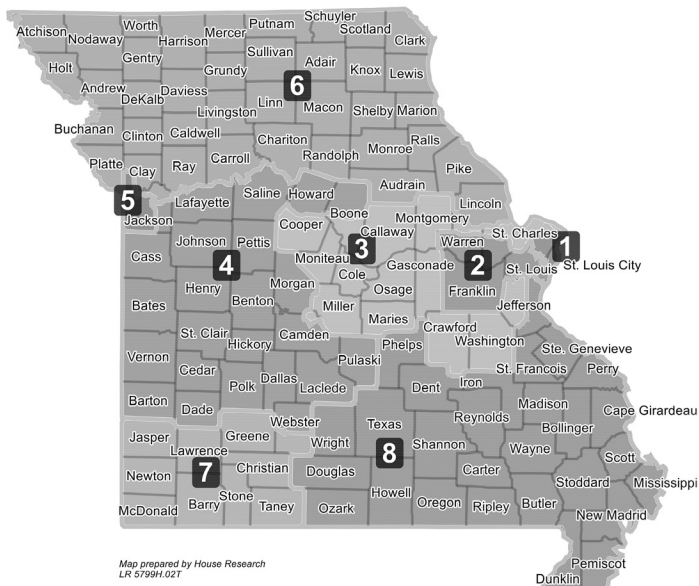 Schuyler
Worth Putnam Scotland
Atchison Nodaway Harrison Mercer Clark
Gentry Sullivan
Adair
Holt Grundy Knox Lewis
Andrew Daviess 6
DeKalb Linn Macon Shelby Marion
Livingston
Buchanan Clinton Caldwell Chariton Monroe Ralls
Platte Clay Ray Carroll Randolph Pike
Audrain
5 Lafayette Saline Howard Lincoln
Jackson Boone Montgomery
Cooper Callaway St. Charles
Johnson Pettis 3 Warren 1
Cass 4 Moniteau Gasconade 2 St. Louis St. Louis City
Cole
Henry Morgan Osage Franklin
Bates Benton Miller Jefferson
Maries
St. Clair Camden Crawford
Hickory Phelps Washington Ste. Genevieve
Vernon Cedar Pulaski St. Francois Perry
Polk Dallas Laclede Dent Iron
Barton Dade Madison
Webster Texas Reynolds Cape Girardeau
Jasper Greene Wright Bollinger
Lawrence 8 Shannon Wayne
7 Christian Scott
Newton Douglas Carter Stoddard Mississippi
Stone Howell
McDonald Barry Taney Ozark Oregon Ripley Butler New Madrid
Map prepared by House Research
LR 5799H.02T
Pemiscot
Dunklin